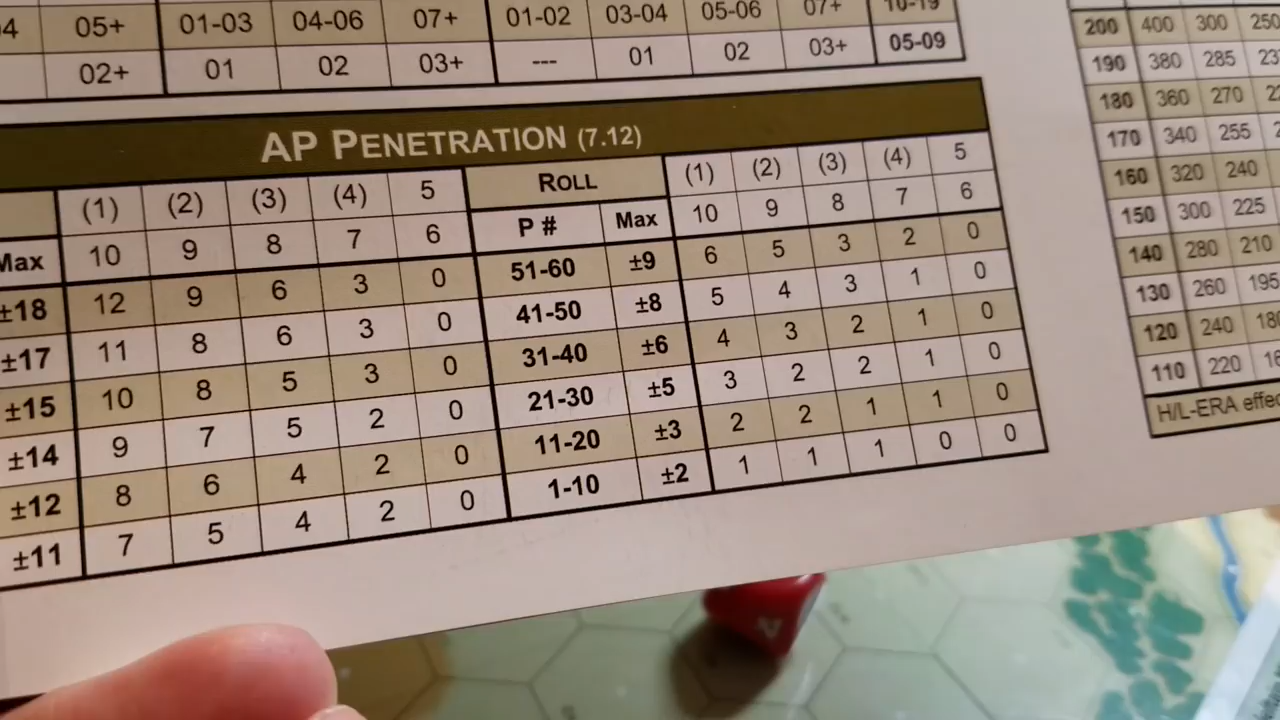 4 05+ 01-03 04-06 07+ 01-02 03-04 05-06 07+ 10-19
02+ 01 02 03+ --- 01 02 03+ 05-09
AP PENETRATION (7.12)
(1) (2) (3) (4) 5 ROLL (1) (2) (3) (4) 5
Max 10 9 8 7 6 P # Max 10 9 8 7 6
±18 12 9 6 3 0 51-60 ±9 6 5 3 2 0
±17 11 8 6 3 0 41-50 ±8 5 4 3 1 0
±15 10 8 5 3 0 31-40 ±6 4 3 2 1 0
±14 9 7 5 2 0 21-30 ±5 3 2 2 1 0
±12 8 6 4 2 0 11-20 ±3 2 2 1 1 0
±11 7 5 4 2 0 1-10 ±2 1 1 1 0 0
200 400 300 250
190 380 285 23
180 360 270 22
170 340 255 2
160 320 240
150 300 225
140 280 210
130 260 195
120 240 180
110 220 16
H/L-ERA effec